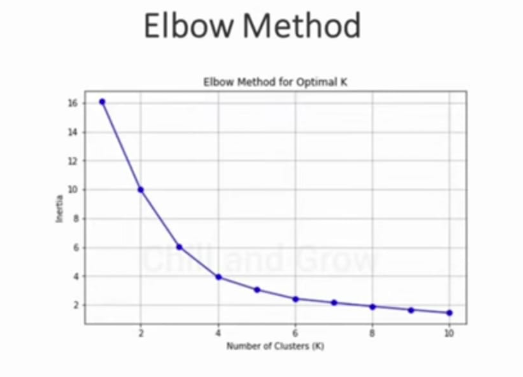 Elbow Method
Elbow Method for Optimal K
16
14
12
10
8
6
4
2
Inertia
Chill and Grow
2 4 6 8 10
Number of Clusters (K)